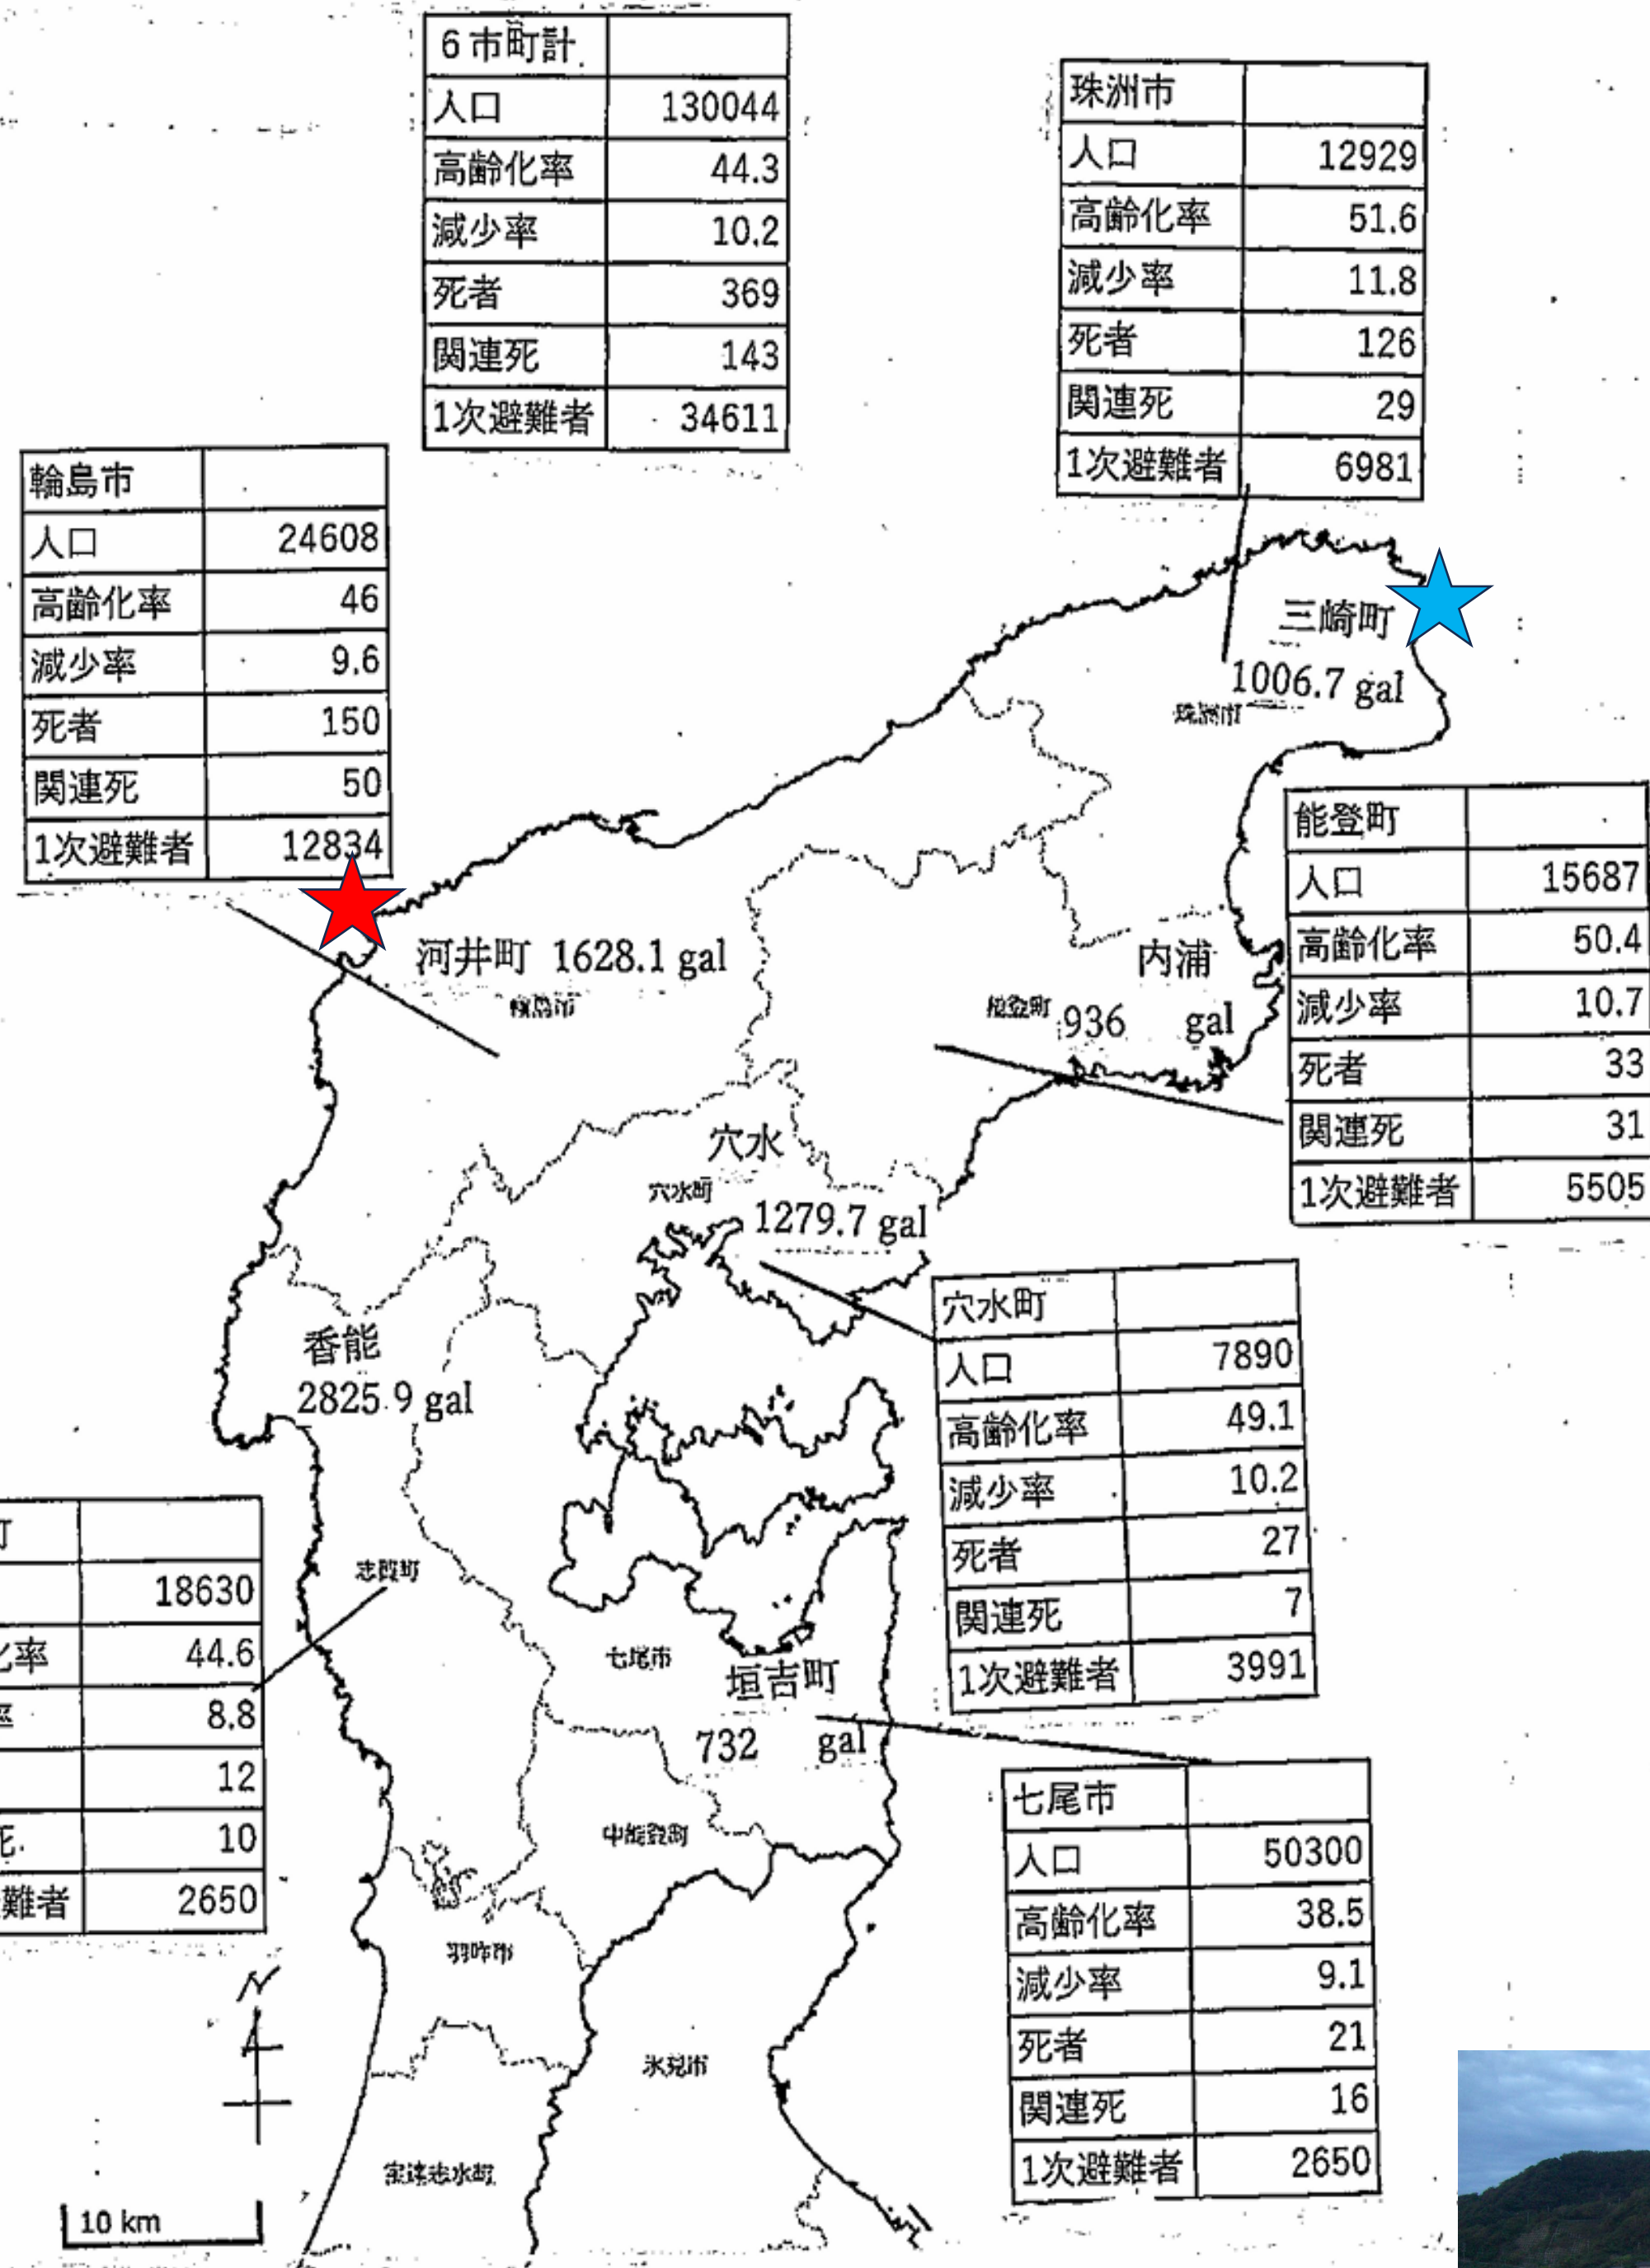 6市町計
人口 130044
高齢化率 44.3
減少率 10.2
死者 369
関連死 143
1次避難者 34611
珠洲市
人口 12929
高齢化率 51.6
減少率 11.8
死者 126
関連死 29
1次避難者 6981
輪島市
人口 24608
高齢化率 46
減少率 9.6
死者 150
関連死 50
1次避難者 12834
三崎町
1006.7 gal
珠洲市
能登町
人口 15687
高齢化率 50.4
減少率 10.7
死者 33
関連死 31
1次避難者 5505
河井町 1628.1 gal
輪島市
内浦
能登町
936 gal
穴水
穴水町
1279.7 gal
穴水町
人口 7890
高齢化率 49.1
減少率 10.2
死者 27
関連死 7
1次避難者 3991
香能
2825.9 gal
町
18630
化率 44.6
率 8.8
12
死 10
難者 2650
志賀町
七尾市
垣吉町
732 gal
七尾市
人口 50300
高齢化率 38.5
減少率 9.1
死者 21
関連死 16
1次避難者 2650
中能登町
羽咋市
氷見市
宝達志水町
N
10 km